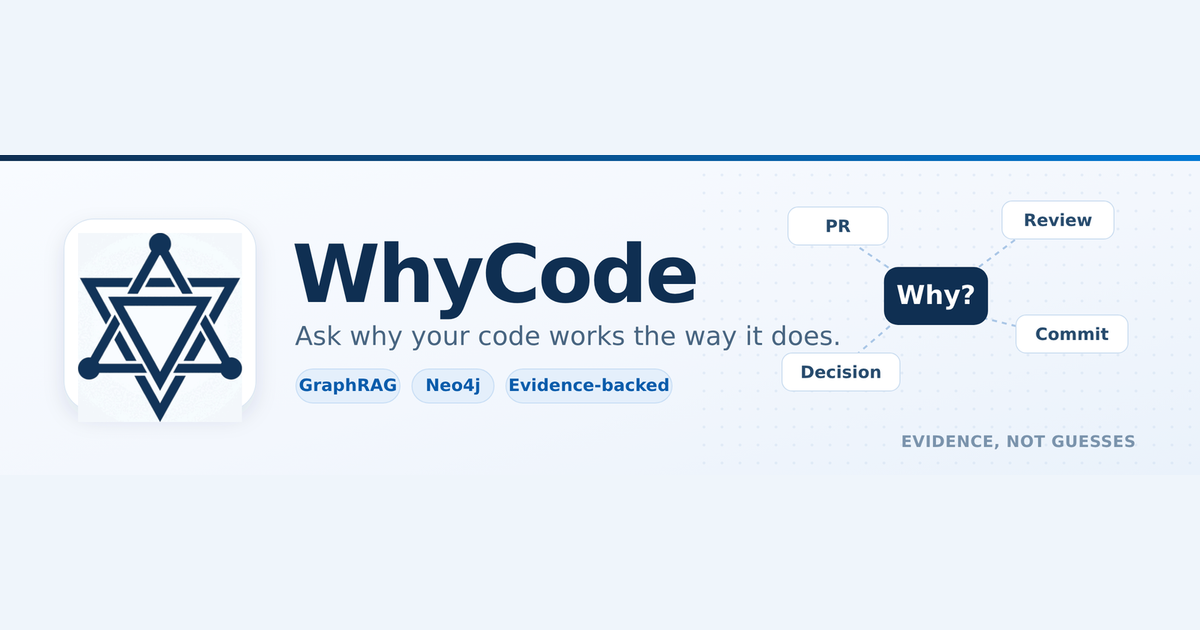 WhyCode
Ask why your code works the way it does.
GraphRAG
Neo4j
Evidence-backed
PR
Review
Why?
Commit
Decision
EVIDENCE, NOT GUESSES